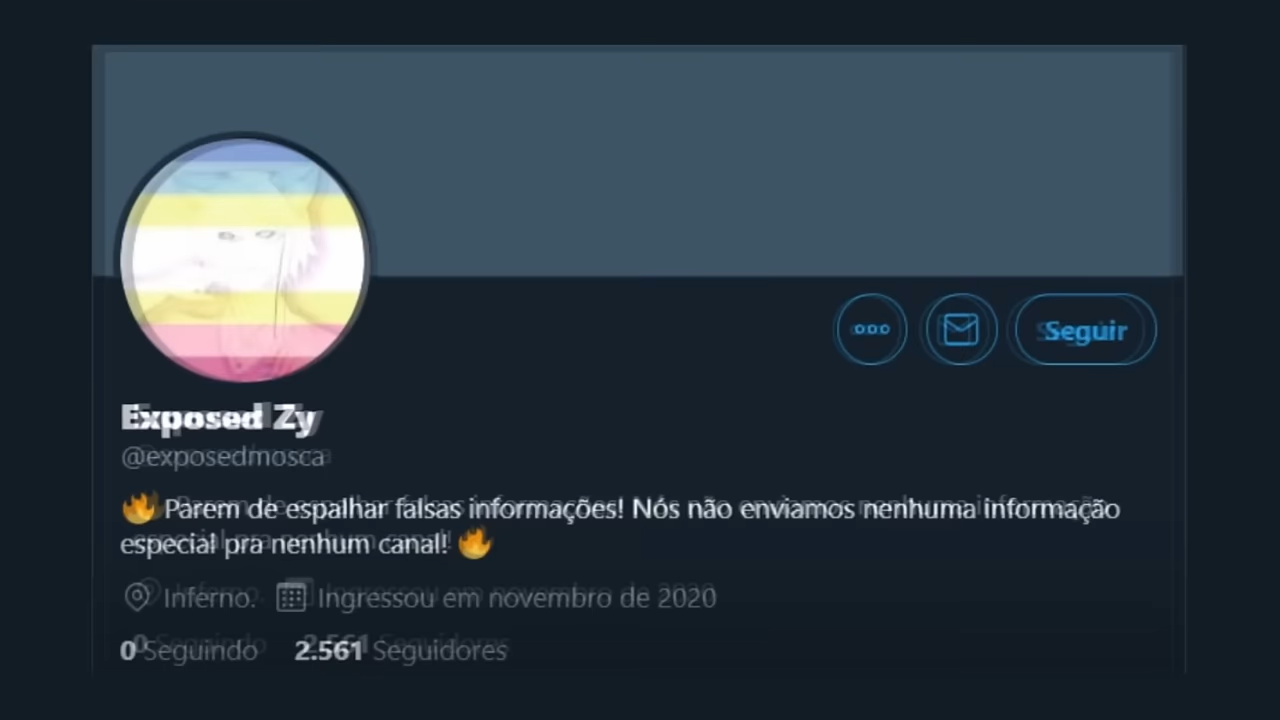 Seguir
Exposed Zy
@exposedmosca
🔥 Parem de espalhar falsas informações! Nós não enviamos nenhuma informação
especial pra nenhum canal! 🔥
Inferno. Ingressou em novembro de 2020
0 Seguindo 2.561 Seguidores